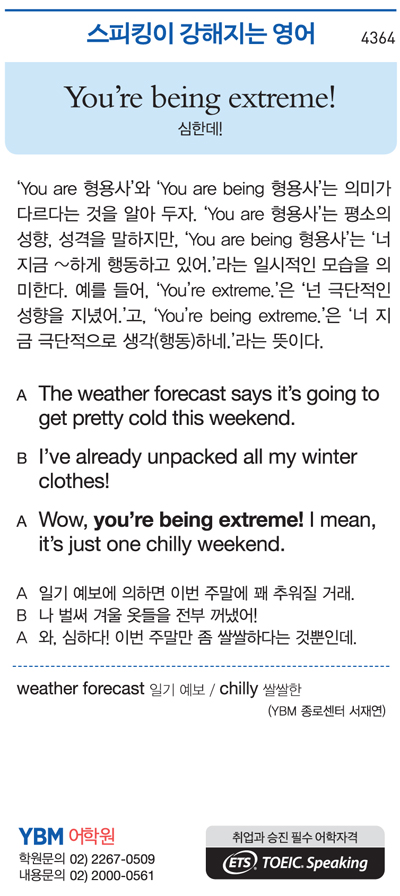 스피킹이 강해지는 영어
4364
You're being extreme!
심한데!
‘You are 형용사’와 ‘You are being 형용사’는 의미가
다르다는 것을 알아 두자. ‘You are 형용사’는 평소의
성향, 성격을 말하지만, ‘You are being 형용사’는 ‘너
지금 ～하게 행동하고 있어.’라는 일시적인 모습을 의
미한다. 예를 들어, ‘You’re extreme.’은 ‘넌 극단적인
성향을 지녔어.’고, ‘You’re being extreme.’은 ‘너 지
금 극단적으로 생각(행동)하네.’라는 뜻이다.
A The weather forecast says it’s going to
get pretty cold this weekend.
B I’ve already unpacked all my winter
clothes!
A Wow, you’re being extreme! I mean,
it’s just one chilly weekend.
A 일기 예보에 의하면 이번 주말에 꽤 추워질 거래.
B 나 벌써 겨울 옷들을 전부 꺼냈어!
A 와, 심하다! 이번 주말만 좀 쌀쌀하다는 것뿐인데.
weather forecast 일기 예보 / chilly 쌀쌀한
(YBM 종로센터 서재연)
YBM 어학원
학원문의 02) 2267-0509
내용문의 02) 2000-0561
취업과 승진 필수 어학자격
ETS TOEIC. Speaking